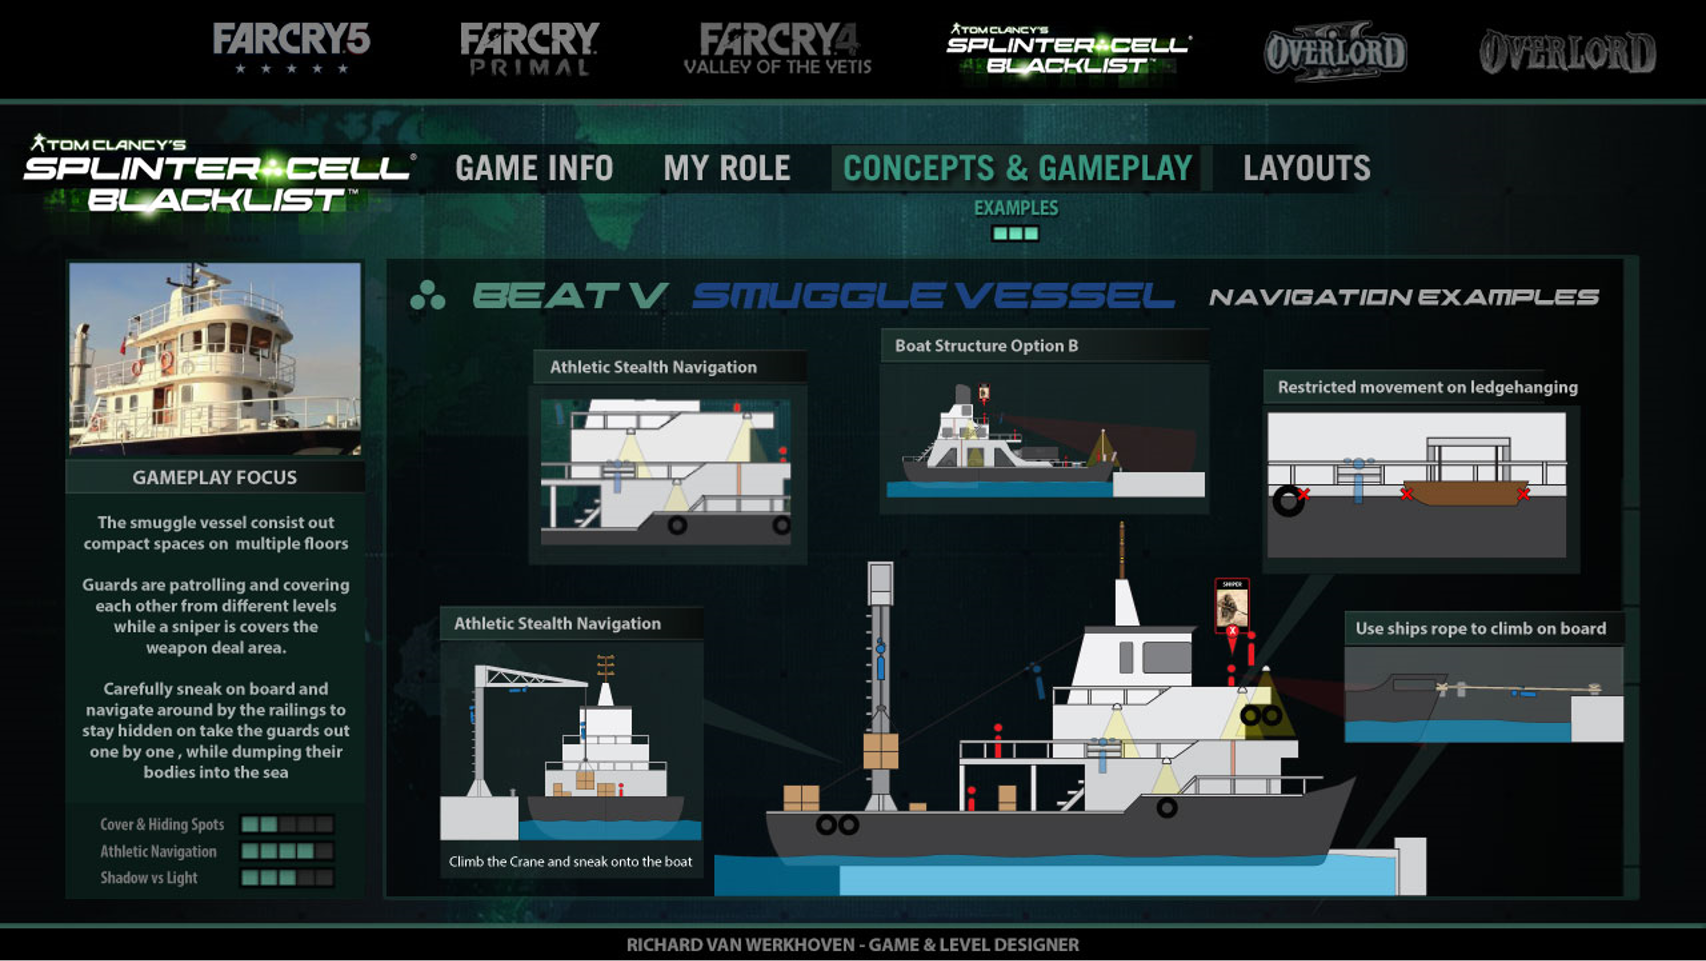 FARCRY 5
FARCRY PRIMAL
FARCRY 4 VALLEY OF THE YETIS
TOM CLANCY'S SPLINTER CELL BLACKLIST™
OVERLORD II
OVERLORD
TOM CLANCY'S
SPLINTER CELL®
BLACKLIST™
GAME INFO
MY ROLE
CONCEPTS & GAMEPLAY
LAYOUTS
EXAMPLES
BEAT V SMUGGLE VESSEL NAVIGATION EXAMPLES
GAMEPLAY FOCUS
The smuggle vessel consist out
compact spaces on multiple floors
Guards are patrolling and covering
each other from different levels
while a sniper is covers the
weapon deal area.
Carefully sneak on board and
navigate around by the railings to
stay hidden on take the guards out
one by one , while dumping their
bodies into the sea
Cover & Hiding Spots
Athletic Navigation
Shadow vs Light
Athletic Stealth Navigation
Boat Structure Option B
Restricted movement on ledgehanging
Athletic Stealth Navigation
Climb the Crane and sneak onto the boat
SNIPER
X
Use ships rope to climb on board
RICHARD VAN WERKHOVEN - GAME & LEVEL DESIGNER